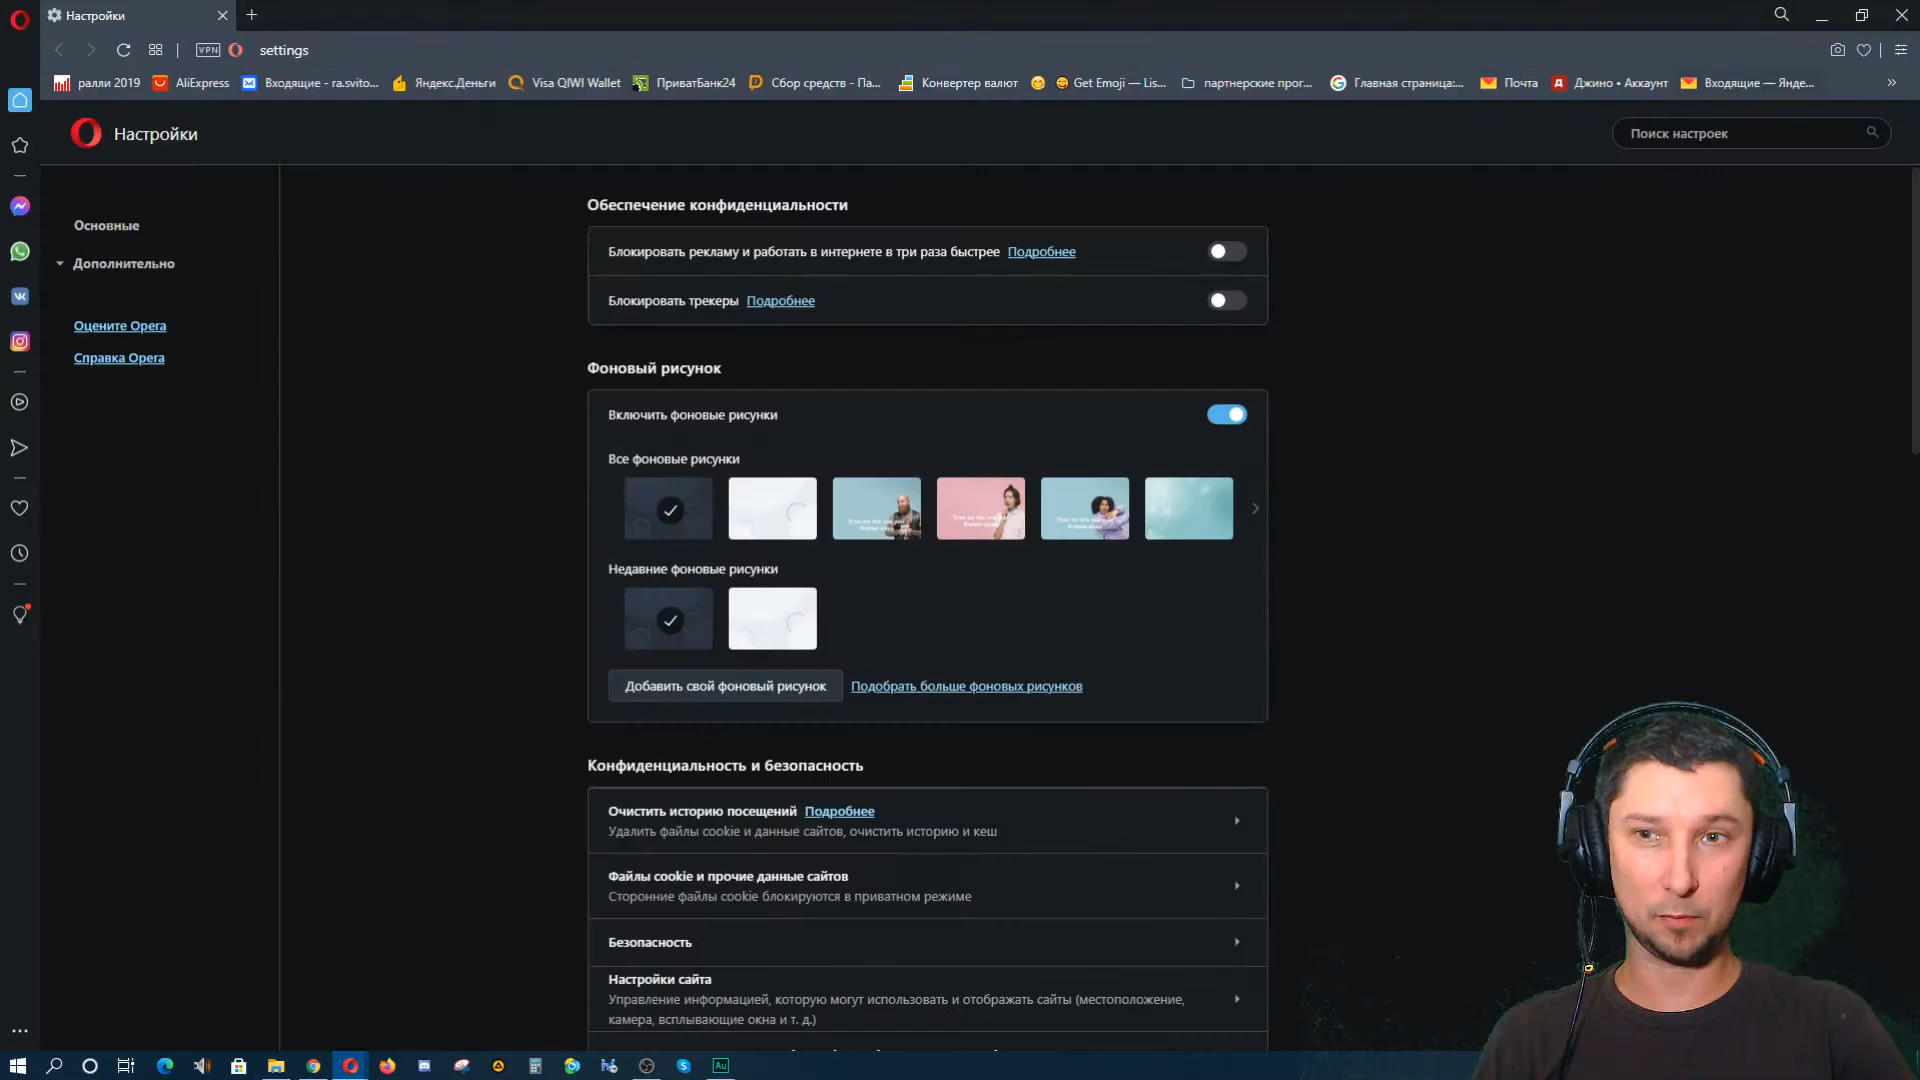 Настройки
VPN
settings
ралли 2019
AliExpress
Входящие - ra.svito...
Яндекс.Деньги
Visa QIWI Wallet
ПриватБанк24
Сбор средств - Па...
Конвертер валют
Get Emoji — Lis...
партнерские прог...
Главная страница:...
Почта
Джино • Аккаунт
Входящие — Янде...
Настройки
Поиск настроек
Основные
Дополнительно
Оцените Opera
Справка Opera
Обеспечение конфиденциальности
Блокировать рекламу и работать в интернете в три раза быстрее Подробнее
Блокировать трекеры Подробнее
Фоновый рисунок
Включить фоновые рисунки
Все фоновые рисунки
Недавние фоновые рисунки
Добавить свой фоновый рисунок
Подобрать больше фоновых рисунков
Конфиденциальность и безопасность
Очистить историю посещений Подробнее
Удалить файлы cookie и данные сайтов, очистить историю и кеш
Файлы cookie и прочие данные сайтов
Сторонние файлы cookie блокируются в приватном режиме
Безопасность
Настройки сайта
Управление информацией, которую могут использовать и отображать сайты (местоположение,
камера, всплывающие окна и т. д.)
Au